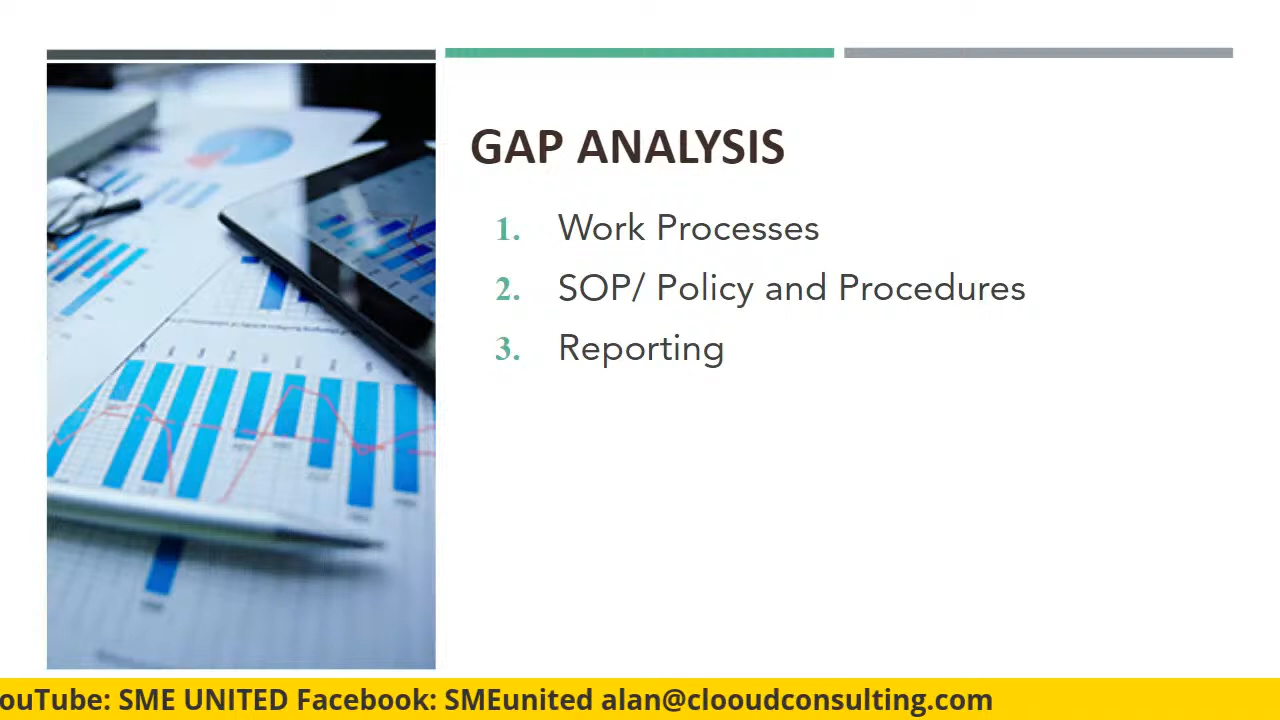 GAP ANALYSIS
1. Work Processes
2. SOP/ Policy and Procedures
3. Reporting
ouTube: SME UNITED Facebook: SMEunited alan@clooudconsulting.com